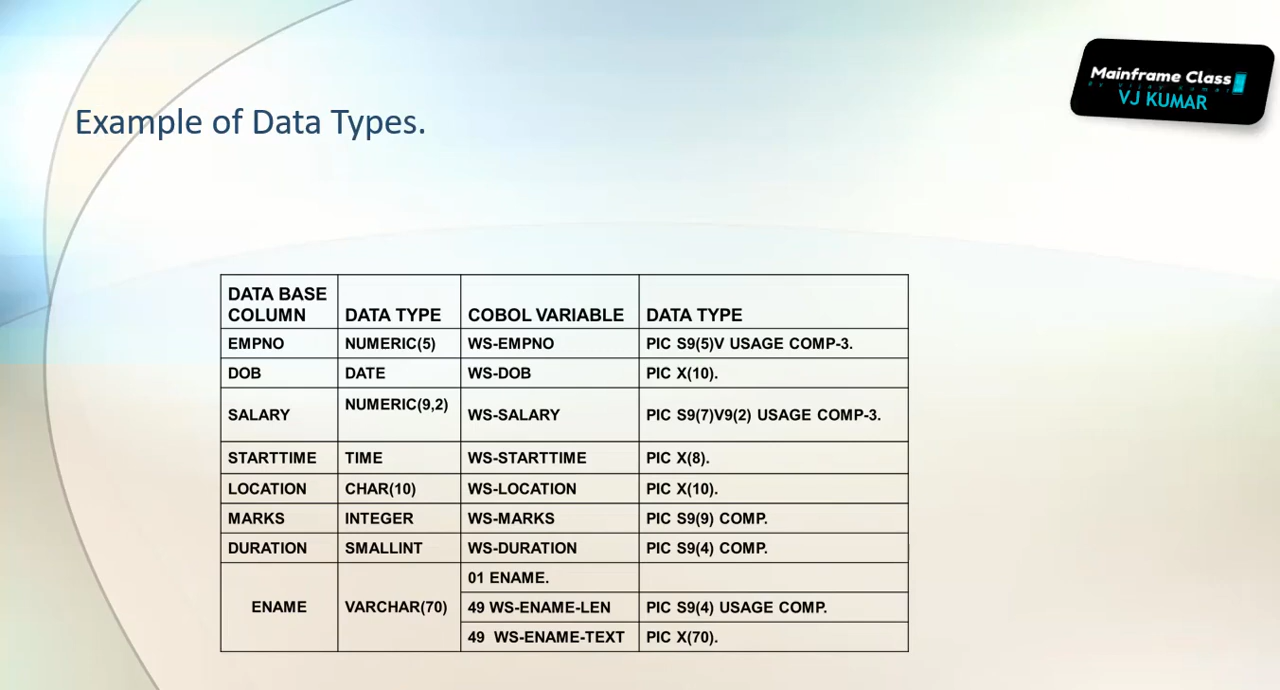 Mainframe Class
VJ KUMAR
Example of Data Types.
DATA BASE
COLUMN DATA TYPE COBOL VARIABLE DATA TYPE
EMPNO NUMERIC(5) WS-EMPNO PIC S9(5)V USAGE COMP-3.
DOB DATE WS-DOB PIC X(10).
SALARY NUMERIC(9,2) WS-SALARY PIC S9(7)V9(2) USAGE COMP-3.
STARTTIME TIME WS-STARTTIME PIC X(8).
LOCATION CHAR(10) WS-LOCATION PIC X(10).
MARKS INTEGER WS-MARKS PIC S9(9) COMP.
DURATION SMALLINT WS-DURATION PIC S9(4) COMP.
01 ENAME.
ENAME VARCHAR(70) 49 WS-ENAME-LEN PIC S9(4) USAGE COMP.
49 WS-ENAME-TEXT PIC X(70).